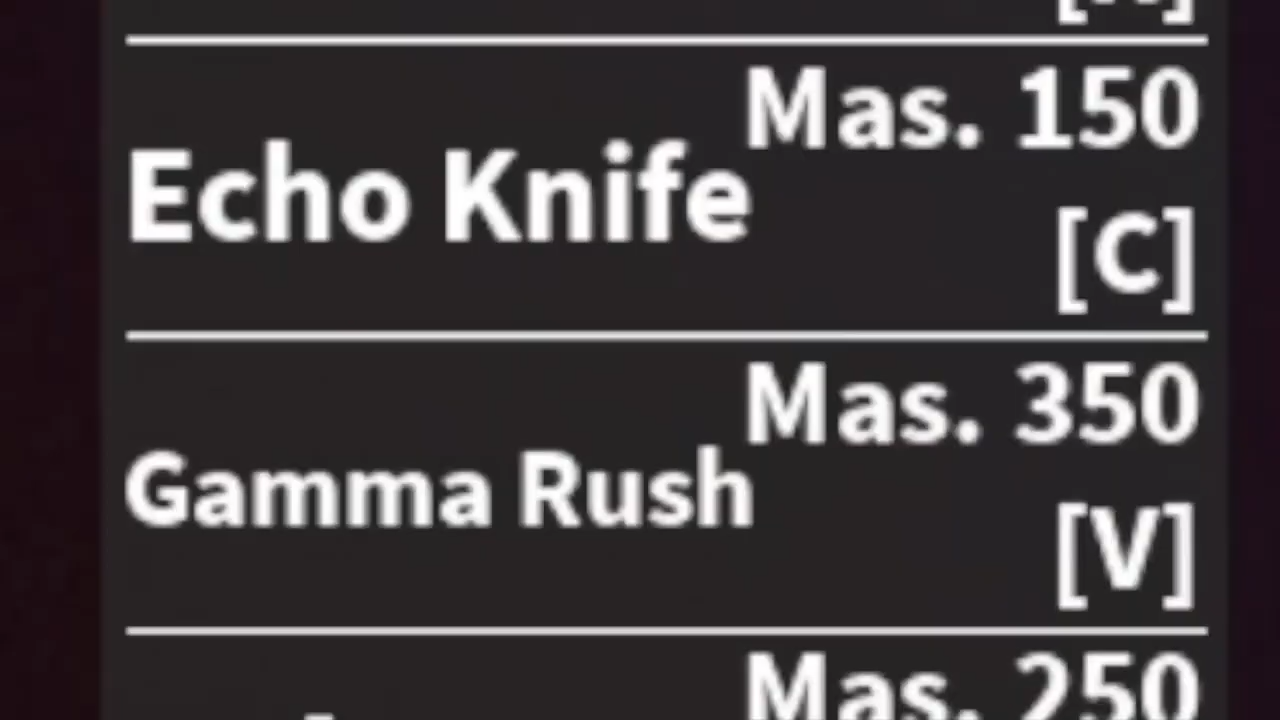 Mas. 150
Echo Knife
[C]
Mas. 350
Gamma Rush
[V]
Mas. 250